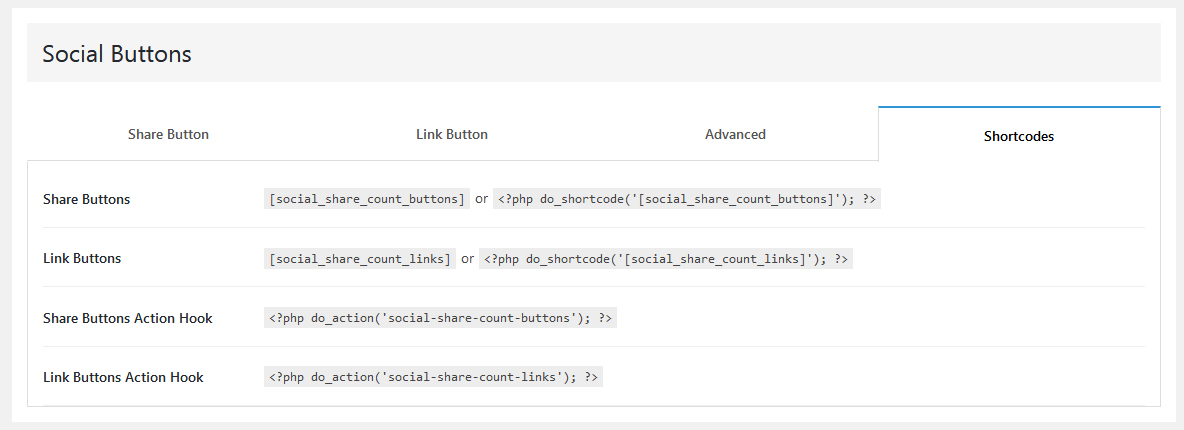 Social Buttons
Share Button Link Button Advanced Shortcodes
Share Buttons [social_share_count_buttons] or <?php do_shortcode('[social_share_count_buttons]'); ?>
Link Buttons [social_share_count_links] or <?php do_shortcode('[social_share_count_links]'); ?>
Share Buttons Action Hook <?php do_action('social-share-count-buttons'); ?>
Link Buttons Action Hook <?php do_action('social-share-count-links'); ?>